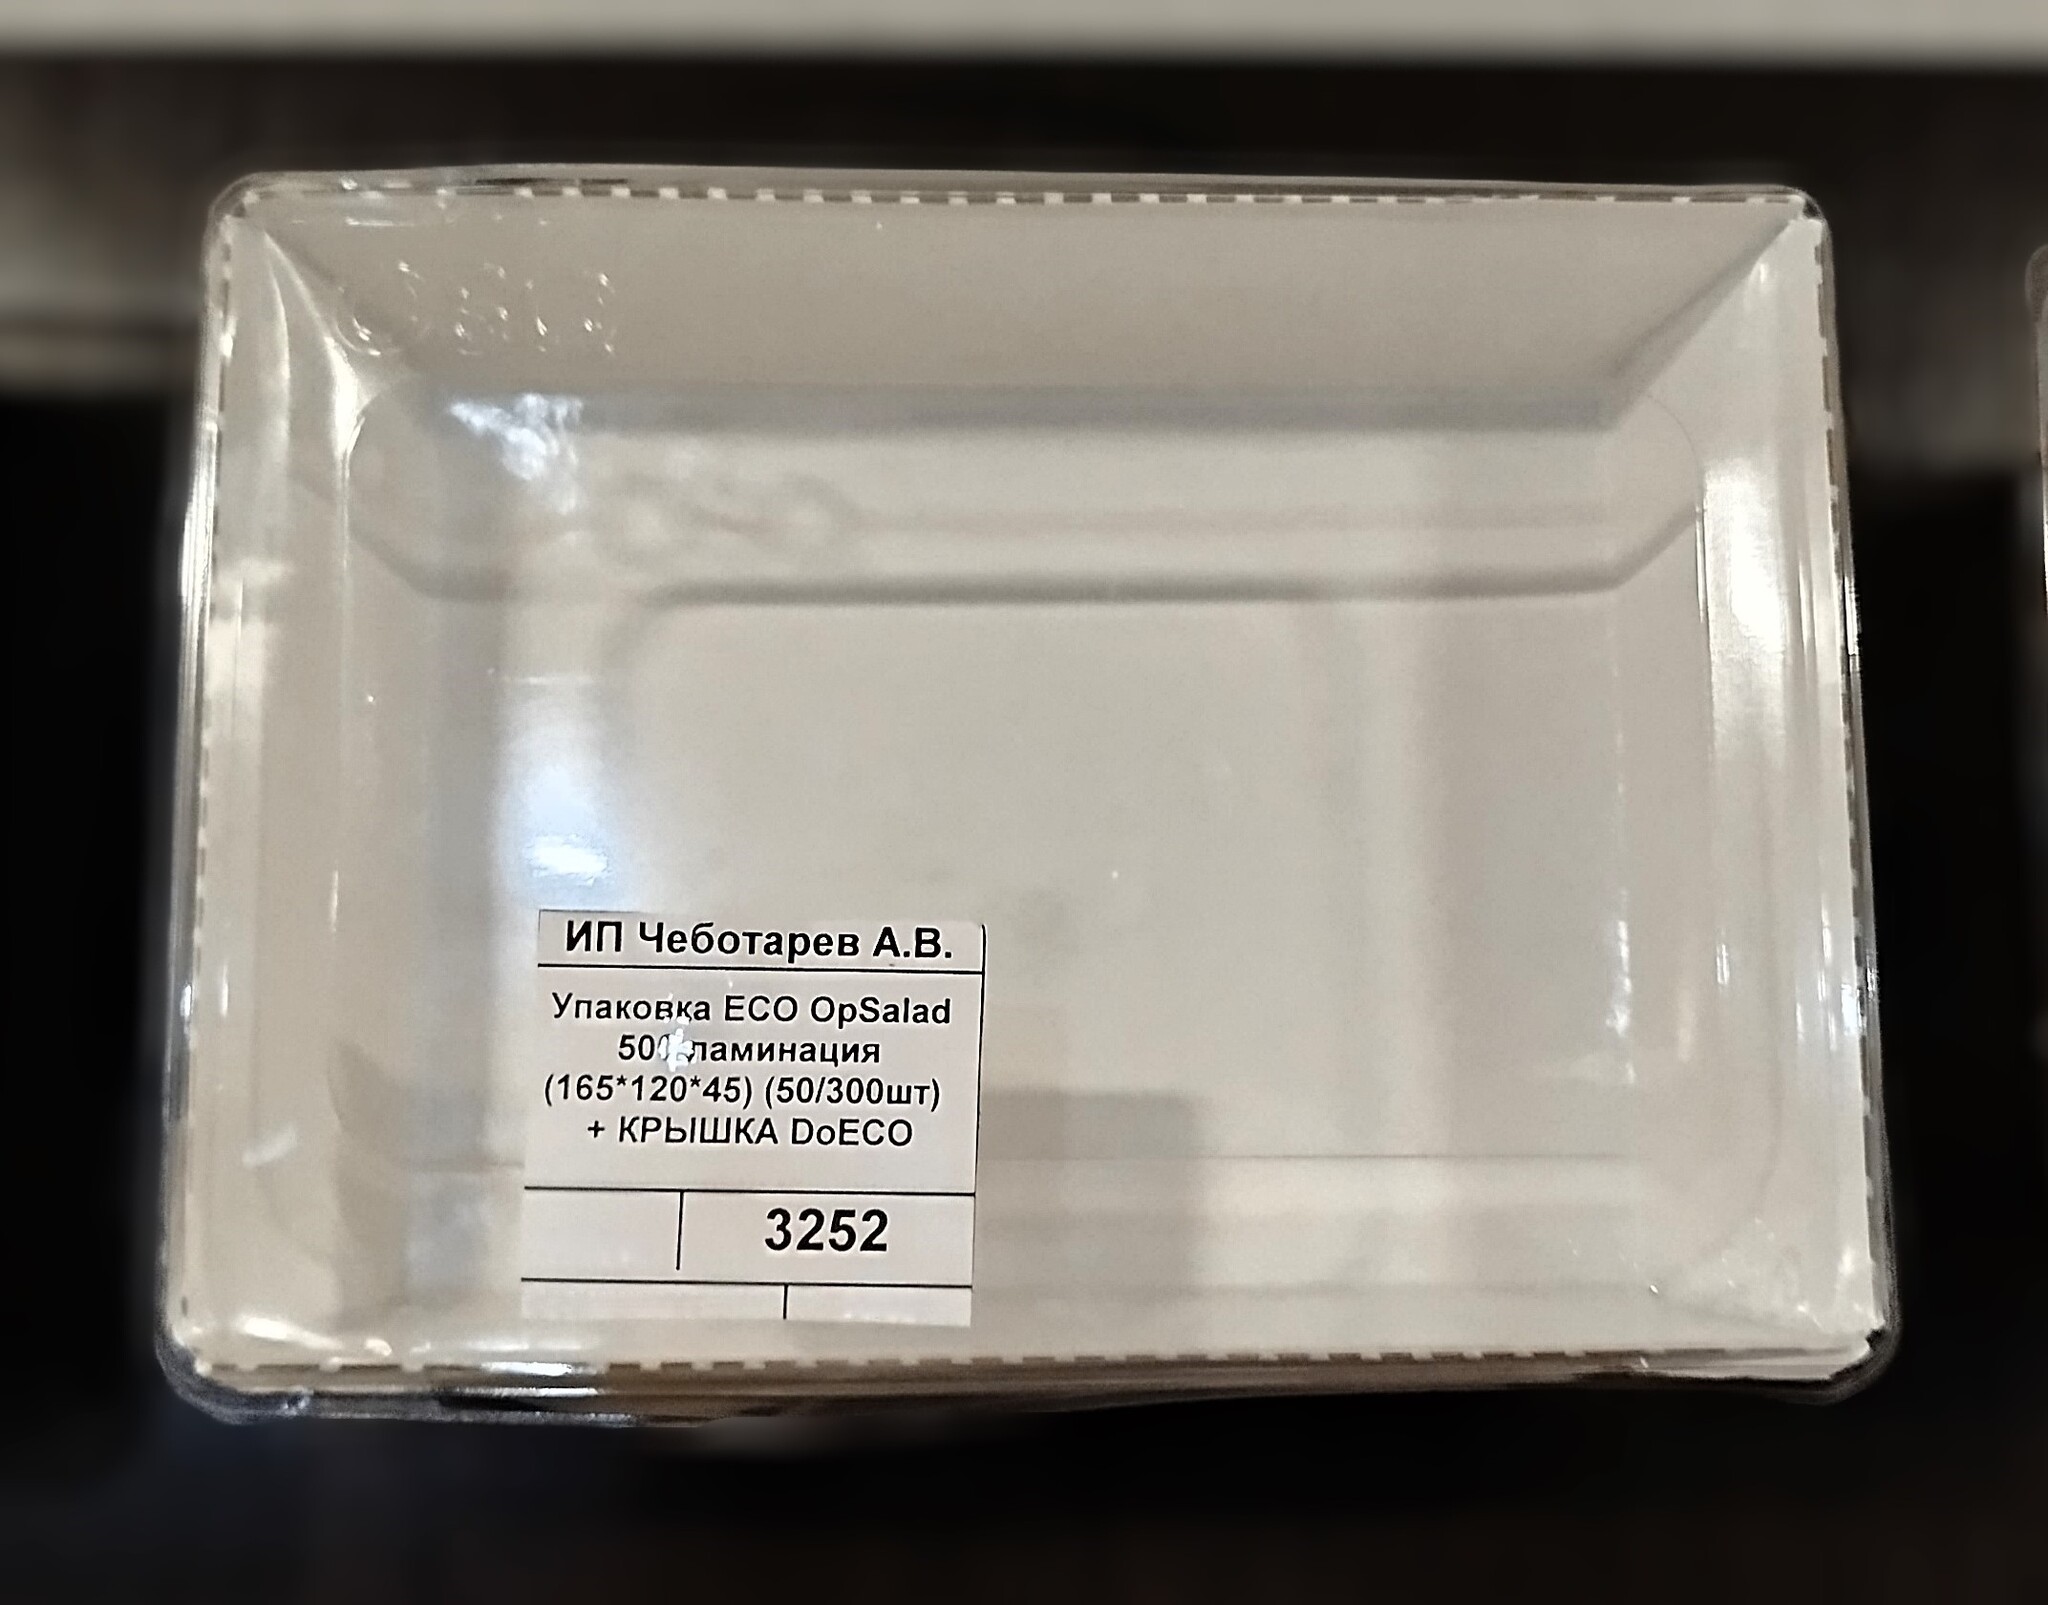 ИП Чеботарев А.В.
Упаковка ECO OpSalad
ламинация
(165*120*45) (50/300шт)
+ КРЫШКА DoECO
3252